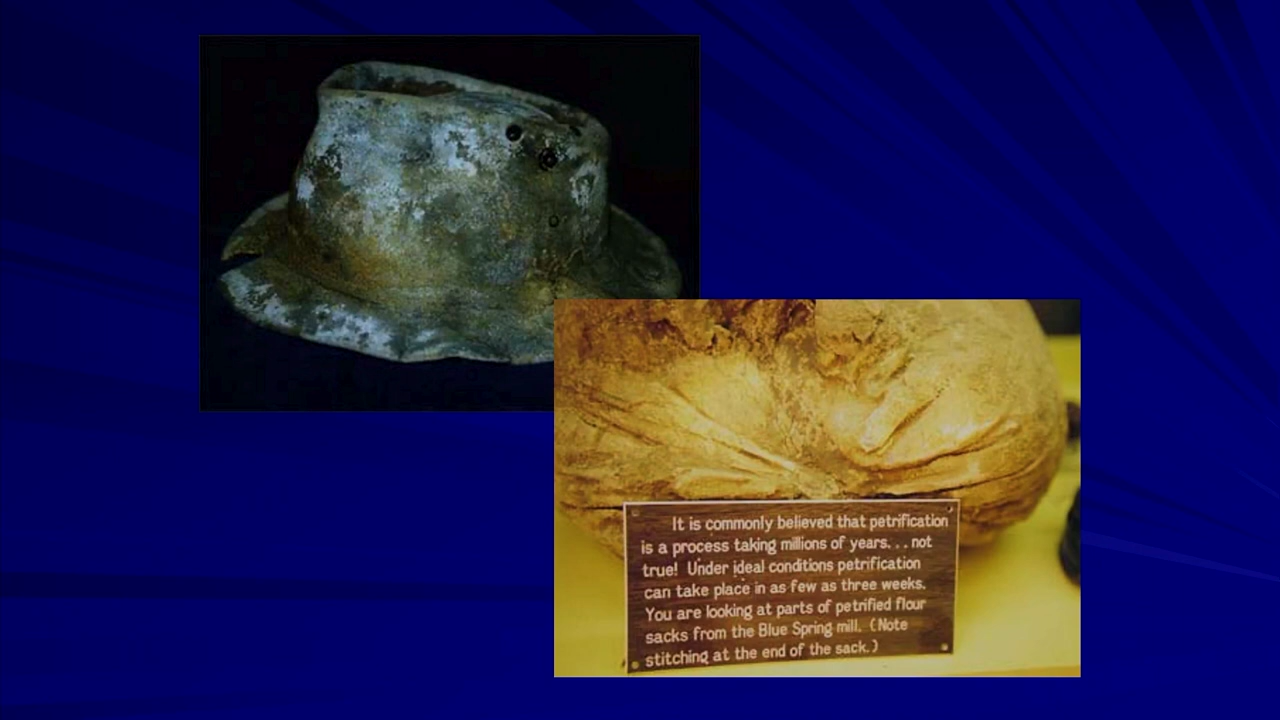 It is commonly believed that petrification
is a process taking millions of years. . . not
true! Under ideal conditions petrification
can take place in as few as three weeks.
You are looking at parts of petrified flour
sacks from the Blue Spring mill. (Note
stitching at the end of the sack.)